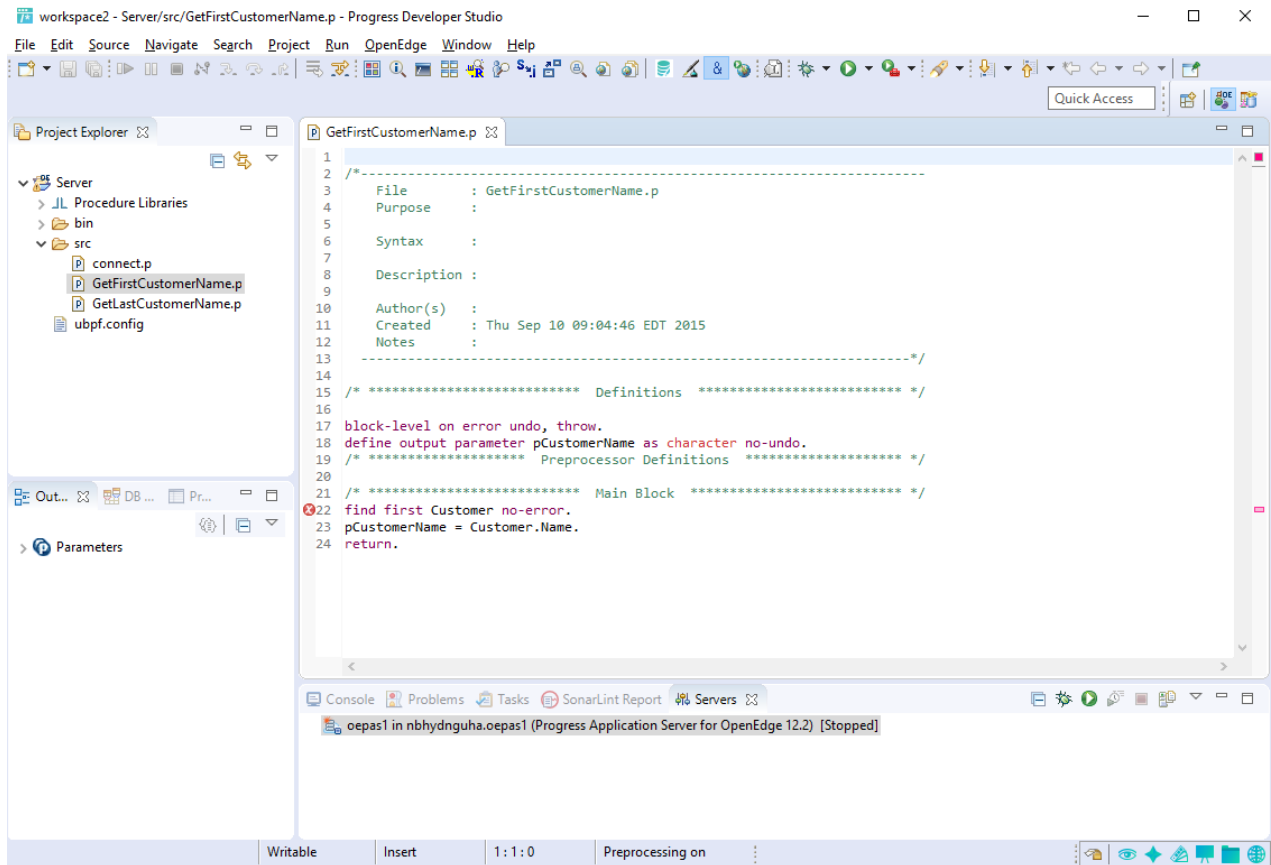 workspace2 - Server/src/GetFirstCustomerName.p - Progress Developer Studio
File Edit Source Navigate Search Project Run OpenEdge Window Help
Quick Access
Project Explorer
Server
Procedure Libraries
bin
src
connect.p
GetFirstCustomerName.p
GetLastCustomerName.p
ubpf.config
Out... DB ... Pr...
Parameters
GetFirstCustomerName.p
1
2 /*------------------------------------------------------------------------
3 File : GetFirstCustomerName.p
4 Purpose :
5
6 Syntax :
7
8 Description :
9
10 Author(s) :
11 Created : Thu Sep 10 09:04:46 EDT 2015
12 Notes :
13 ----------------------------------------------------------------------*/
14
15 /* *************************** Definitions ************************** */
16
17 block-level on error undo, throw.
18 define output parameter pCustomerName as character no-undo.
19 /* ******************** Preprocessor Definitions ******************** */
20
21 /* *************************** Main Block *************************** */
22 find first Customer no-error.
23 pCustomerName = Customer.Name.
24 return.
Console Problems Tasks SonarLint Report Servers
oepas1 in nbhydnguha.oepas1 (Progress Application Server for OpenEdge 12.2) [Stopped]
Writable Insert 1 : 1 : 0 Preprocessing on